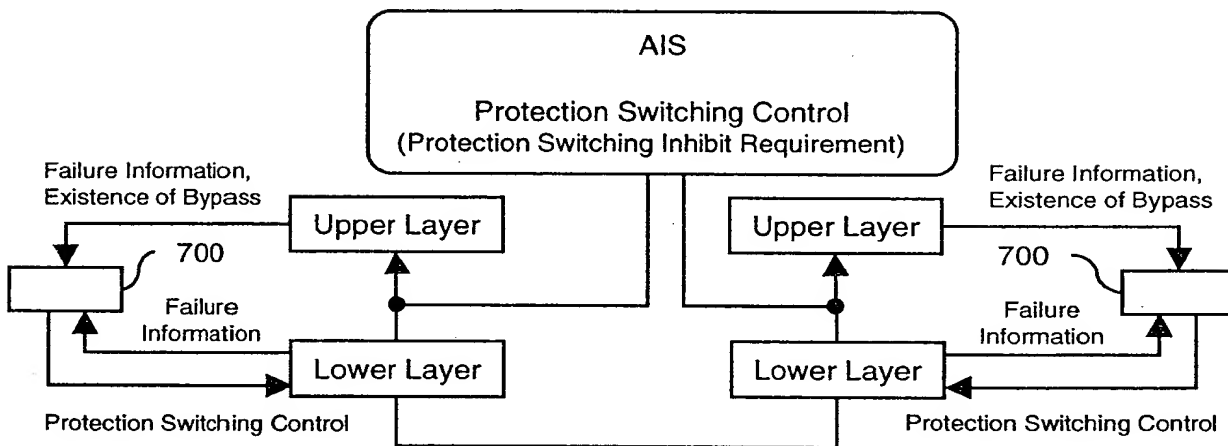 AIS
Protection Switching Control
(Protection Switching Inhibit Requirement)
Failure Information,
Existence of Bypass
Upper Layer
700
Failure
Information
Lower Layer
Protection Switching Control
Failure Information,
Existence of Bypass
Upper Layer
700
Failure
Information
Lower Layer
Protection Switching Control